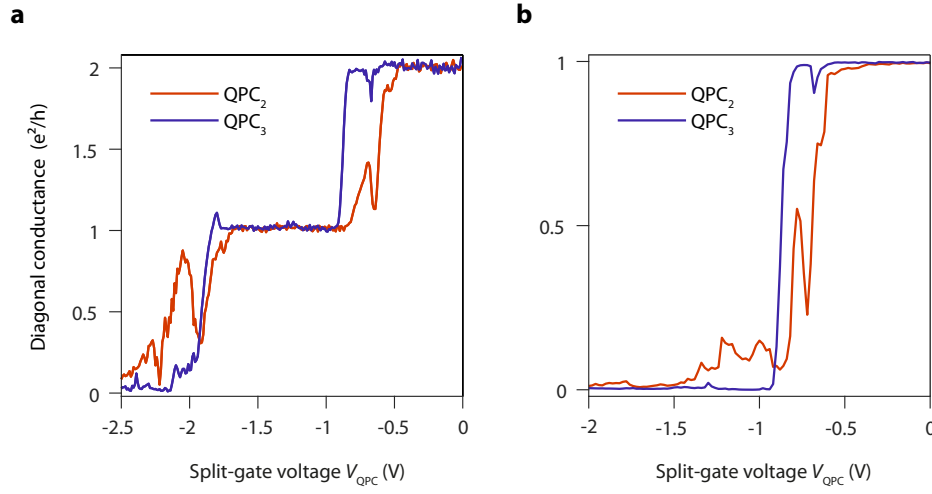 a
Diagonal conductance (e²/h)
2
1.5
1
0.5
0
QPC₂
QPC₃
-2.5
-2
-1.5
-1
-0.5
0
Split-gate voltage V_QPC (V)
b
1
0.5
0
QPC₂
QPC₃
-2
-1.5
-1
-0.5
0
Split-gate voltage V_QPC (V)